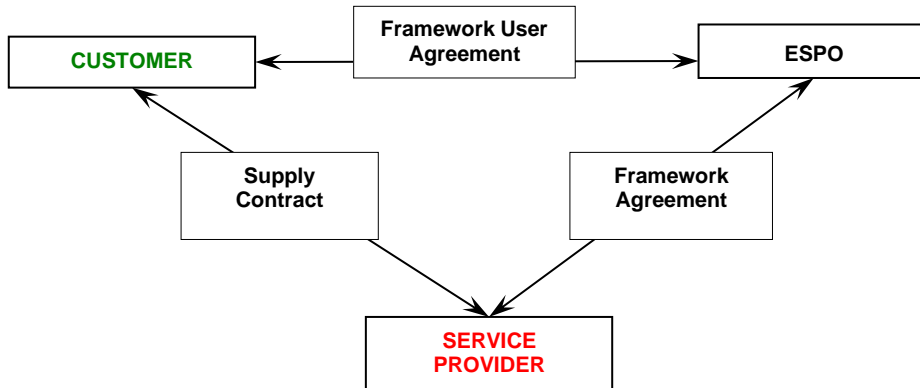 Framework User
Agreement
CUSTOMER
ESPO
Supply
Contract
Framework
Agreement
SERVICE
PROVIDER